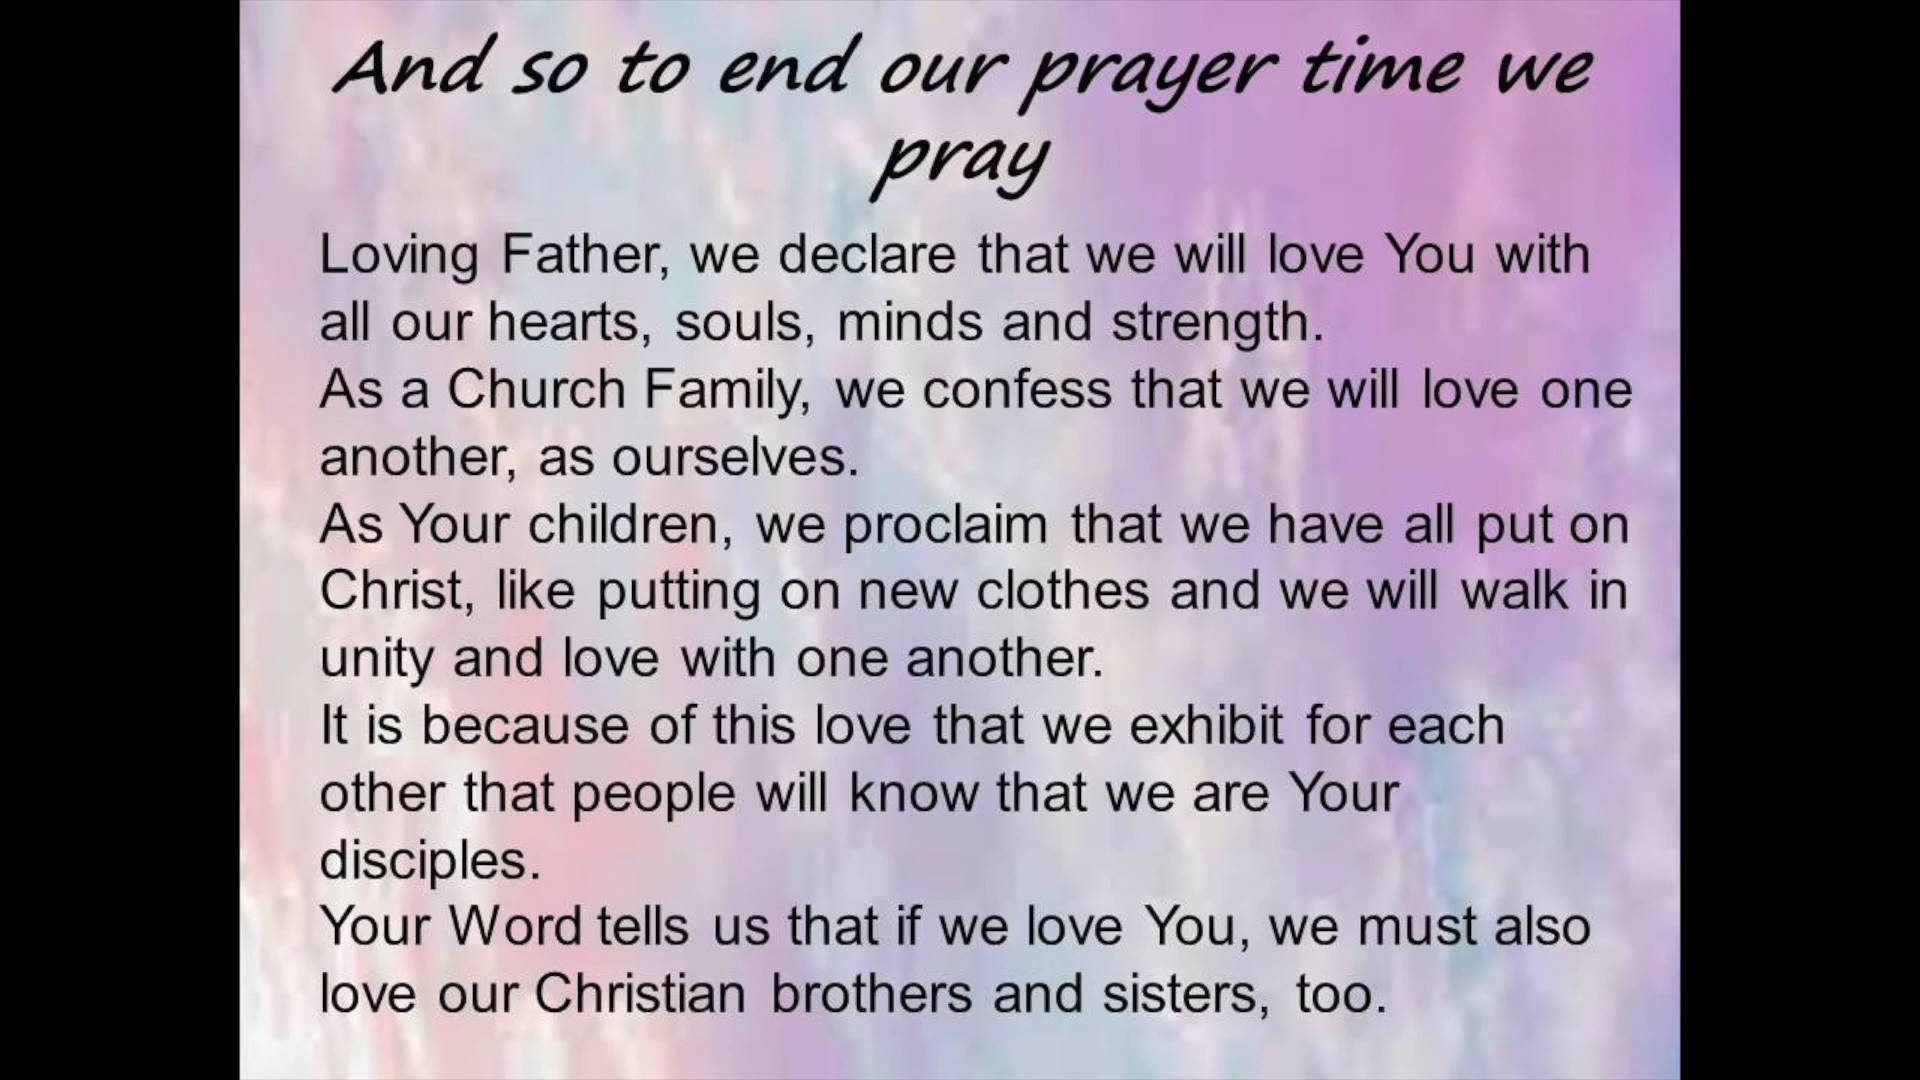 And so to end our prayer time we
pray
Loving Father, we declare that we will love You with
all our hearts, souls, minds and strength.
As a Church Family, we confess that we will love one
another, as ourselves.
As Your children, we proclaim that we have all put on
Christ, like putting on new clothes and we will walk in
unity and love with one another.
It is because of this love that we exhibit for each
other that people will know that we are Your
disciples.
Your Word tells us that if we love You, we must also
love our Christian brothers and sisters, too.